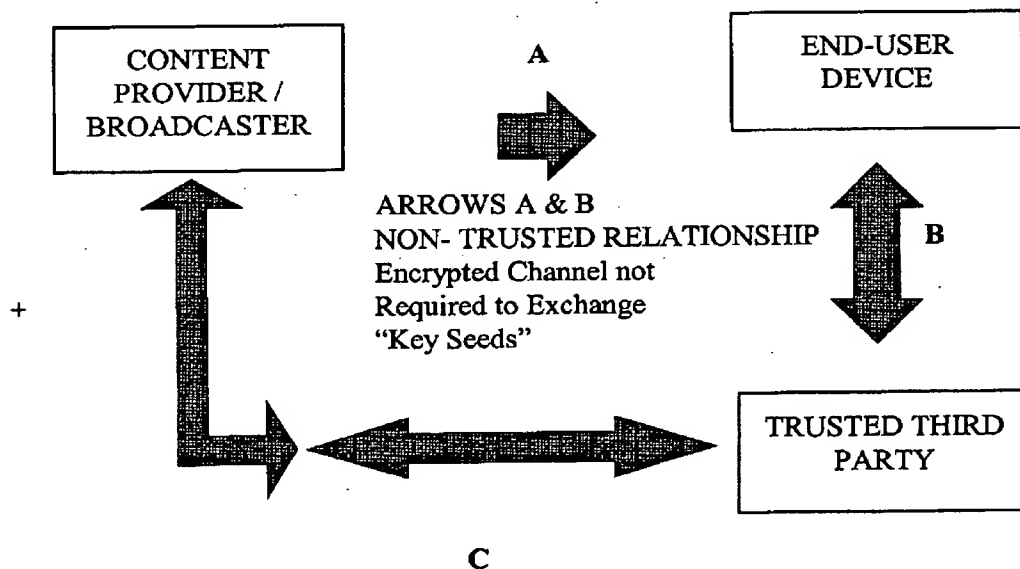 CONTENT
PROVIDER /
BROADCASTER
A
END-USER
DEVICE
ARROWS A & B
NON- TRUSTED RELATIONSHIP
Encrypted Channel not
Required to Exchange
“Key Seeds”
B
+
TRUSTED THIRD
PARTY
C